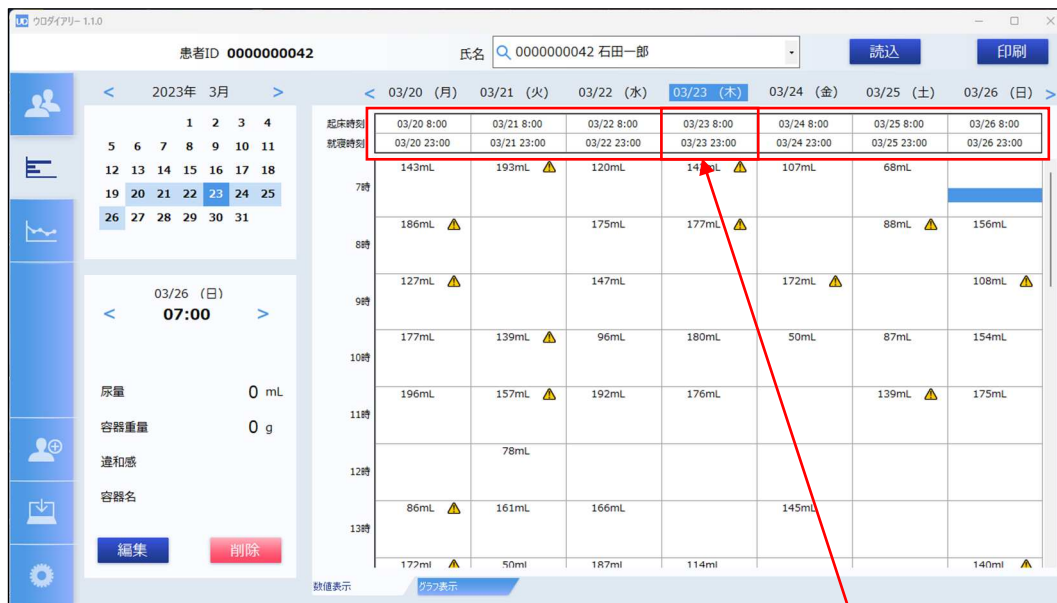 UD ウロダイアリー 1.1.0
患者ID 0000000042 氏名 0000000042 石田一郎 読込 印刷
< 2023年 3月 >
1 2 3 4
5 6 7 8 9 10 11
12 13 14 15 16 17 18
19 20 21 22 23 24 25
26 27 28 29 30 31
03/26 (日)
< 07:00 >
尿量 0 mL
容器重量 0 g
違和感
容器名
編集 削除
< 03/20 (月) 03/21 (火) 03/22 (水) 03/23 (木) 03/24 (金) 03/25 (土) 03/26 (日) >
起床時刻 03/20 8:00 03/21 8:00 03/22 8:00 03/23 8:00 03/24 8:00 03/25 8:00 03/26 8:00
就寝時刻 03/20 23:00 03/21 23:00 03/22 23:00 03/23 23:00 03/24 23:00 03/25 23:00 03/26 23:00
143mL 193mL 120mL 107mL 68mL
7時
186mL 175mL 177mL 88mL 156mL
8時
127mL 147mL 172mL 108mL
9時
177mL 139mL 96mL 180mL 50mL 87mL 154mL
10時
196mL 157mL 192mL 176mL 139mL 175mL
11時
78mL
12時
86mL 161mL 166mL 145mL
13時
172ml 50ml 187ml 114ml 140ml
数値表示 グラフ表示